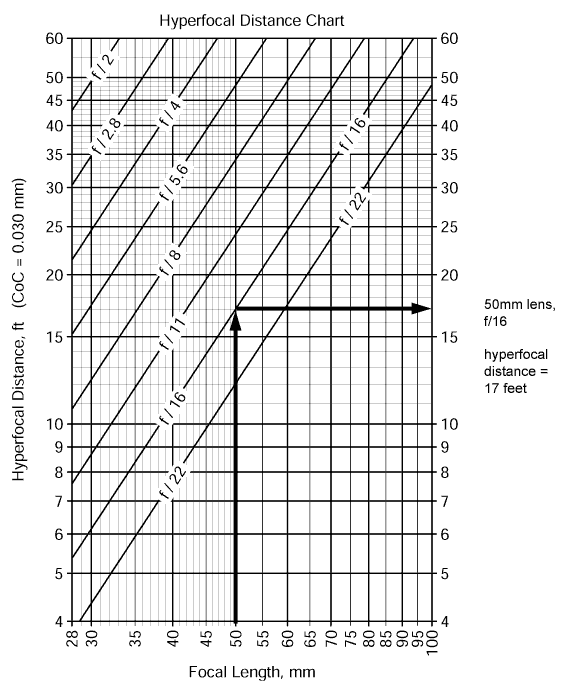 Hyperfocal Distance Chart
60
50
45
40
35
30
25
20
15
10
9
8
7
6
5
4
Hyperfocal Distance, ft (CoC = 0.030 mm)
f / 2
f / 2.8
f / 4
f / 5.6
f / 8
f / 11
f / 16
f / 22
f / 16
f / 22
60
50
45
40
35
30
25
20
15
10
9
8
7
6
5
4
50mm lens,
f/16
hyperfocal
distance =
17 feet
28 30 35 40 45 50 55 60 65 70 75 80 85 90 95 100
Focal Length, mm